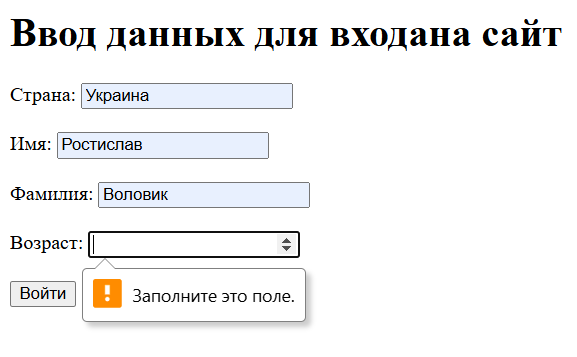 Ввод данных для входана сайт
Страна: Украина
Имя: Ростислав
Фамилия: Воловик
Возраст:
Войти
Заполните это поле.